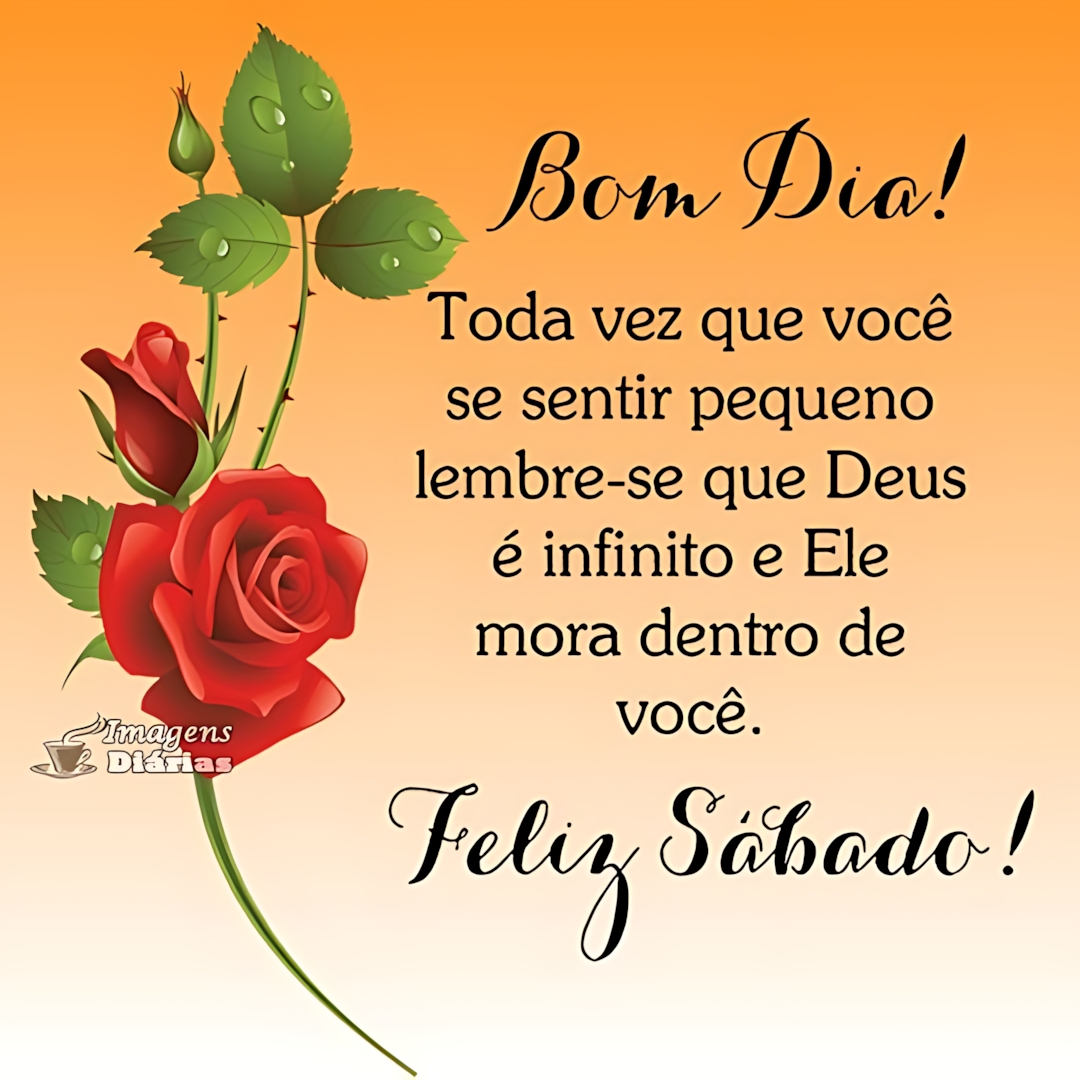 Bom Dia!
Toda vez que você
se sentir pequeno
lembre-se que Deus
é infinito e Ele
mora dentro de
você.
Imagens
Diárias
Feliz Sábado!